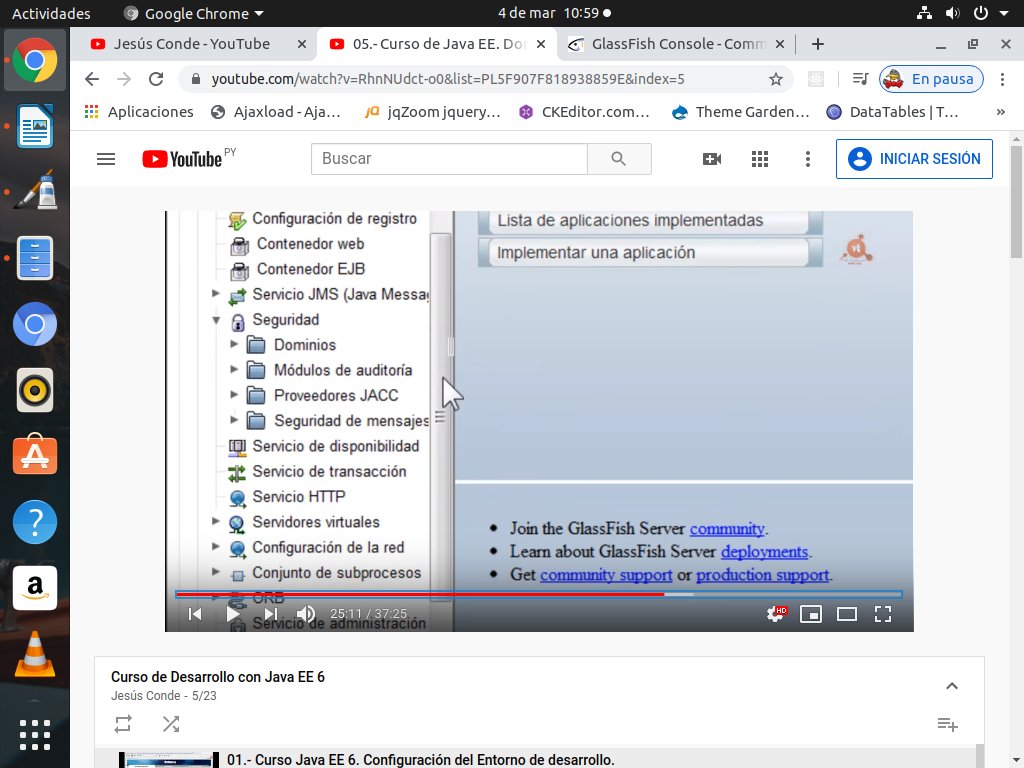 Actividades
Google Chrome
4 de mar 10:59
Jesús Conde - YouTube
05.- Curso de Java EE. Dor
GlassFish Console - Comm
youtube.com/watch?v=RhnNUdct-o0&list=PL5F907F818938859E&index=5
En pausa
Aplicaciones
Ajaxload - Aja...
jqZoom jquery...
CKEditor.com...
Theme Garden...
DataTables | T...
YouTube PY
Buscar
INICIAR SESIÓN
Configuración de registro
Contenedor web
Contenedor EJB
Servicio JMS (Java Messag
Seguridad
Dominios
Módulos de auditoría
Proveedores JACC
Seguridad de mensajes
Servicio de disponibilidad
Servicio de transacción
Servicio HTTP
Servidores virtuales
Configuración de la red
Conjunto de subprocesos
ORB
Servicio de administración
Lista de aplicaciones implementadas
Implementar una aplicación
vt
Join the GlassFish Server community.
Learn about GlassFish Server deployments.
Get community support or production support.
25:11 / 37:25
HD
Curso de Desarrollo con Java EE 6
Jesús Conde - 5/23
01.- Curso Java EE 6. Configuración del Entorno de desarrollo.